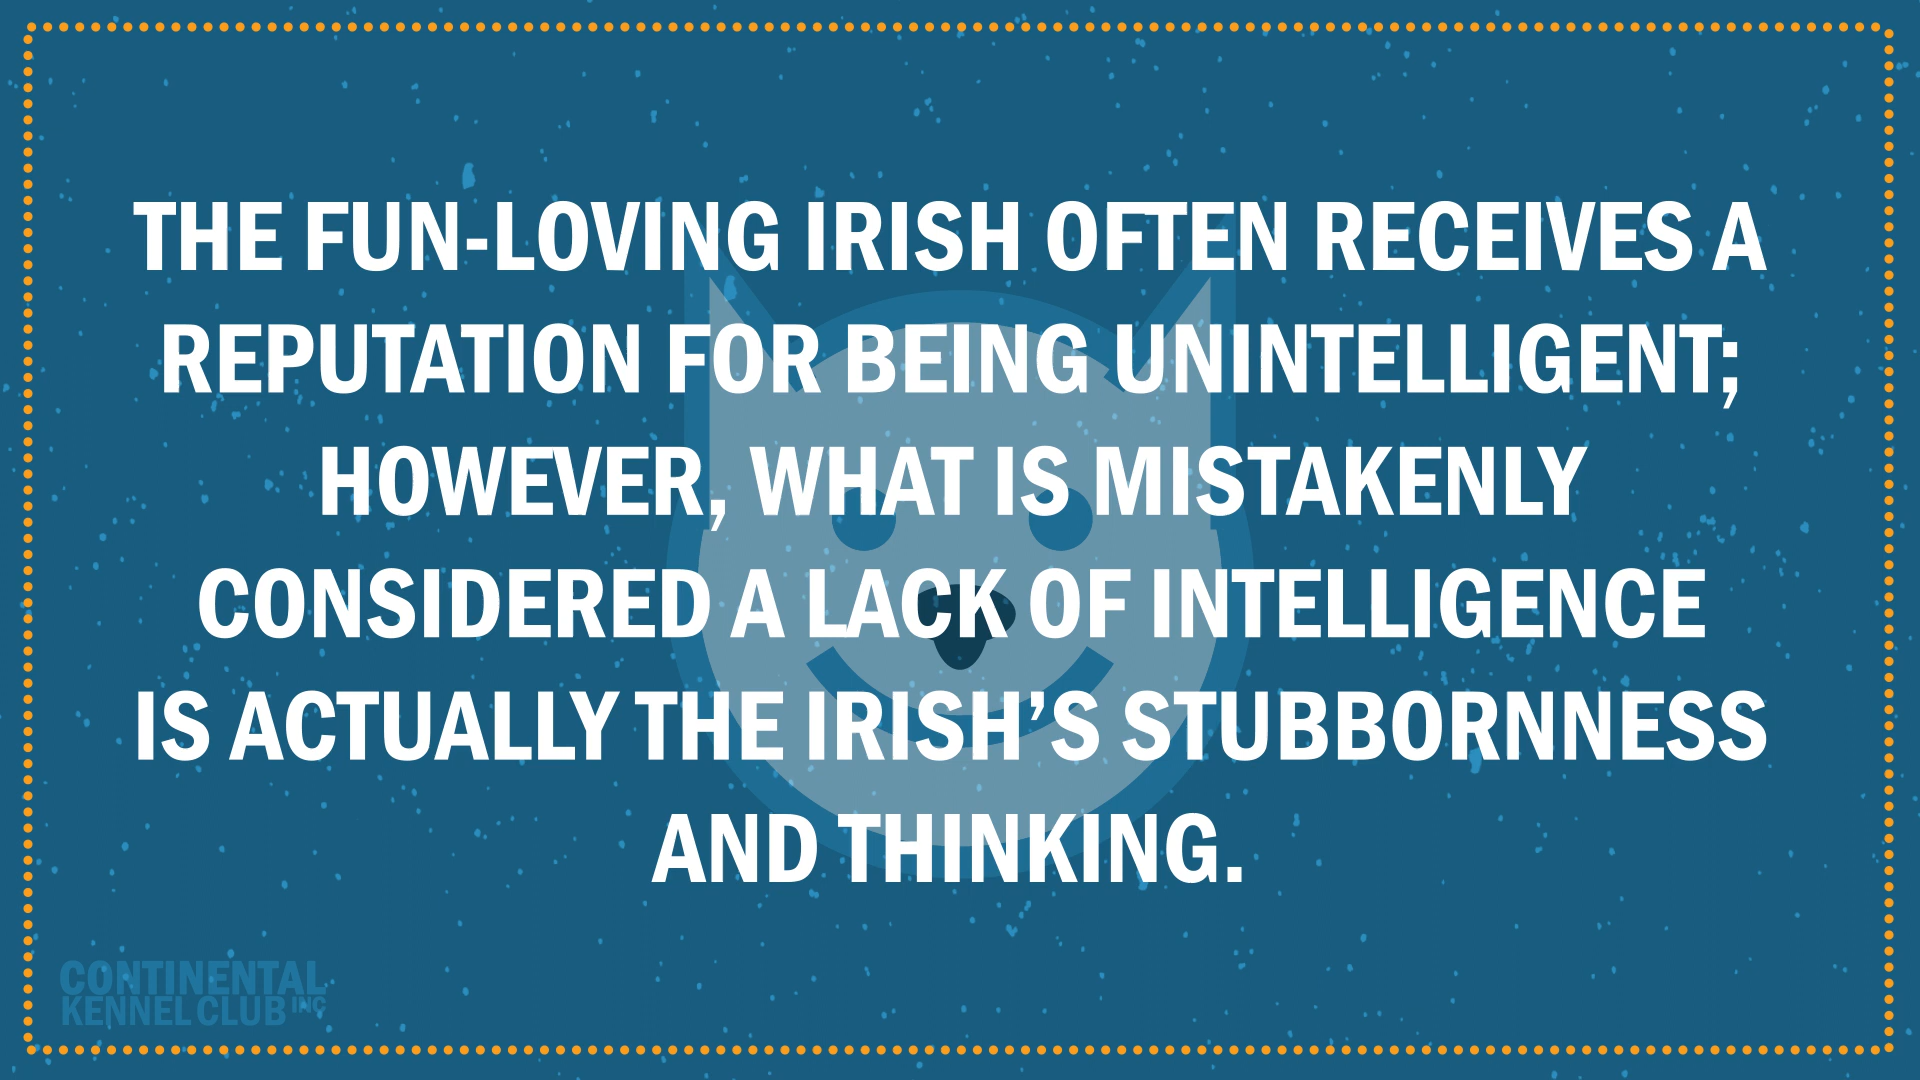 THE FUN-LOVING IRISH OFTEN RECEIVES A
REPUTATION FOR BEING UNINTELLIGENT;
HOWEVER, WHAT IS MISTAKENLY
CONSIDERED A LACK OF INTELLIGENCE
IS ACTUALLY THE IRISH’S STUBBORNNESS
AND THINKING.
CONTINENTAL
KENNEL CLUB INC